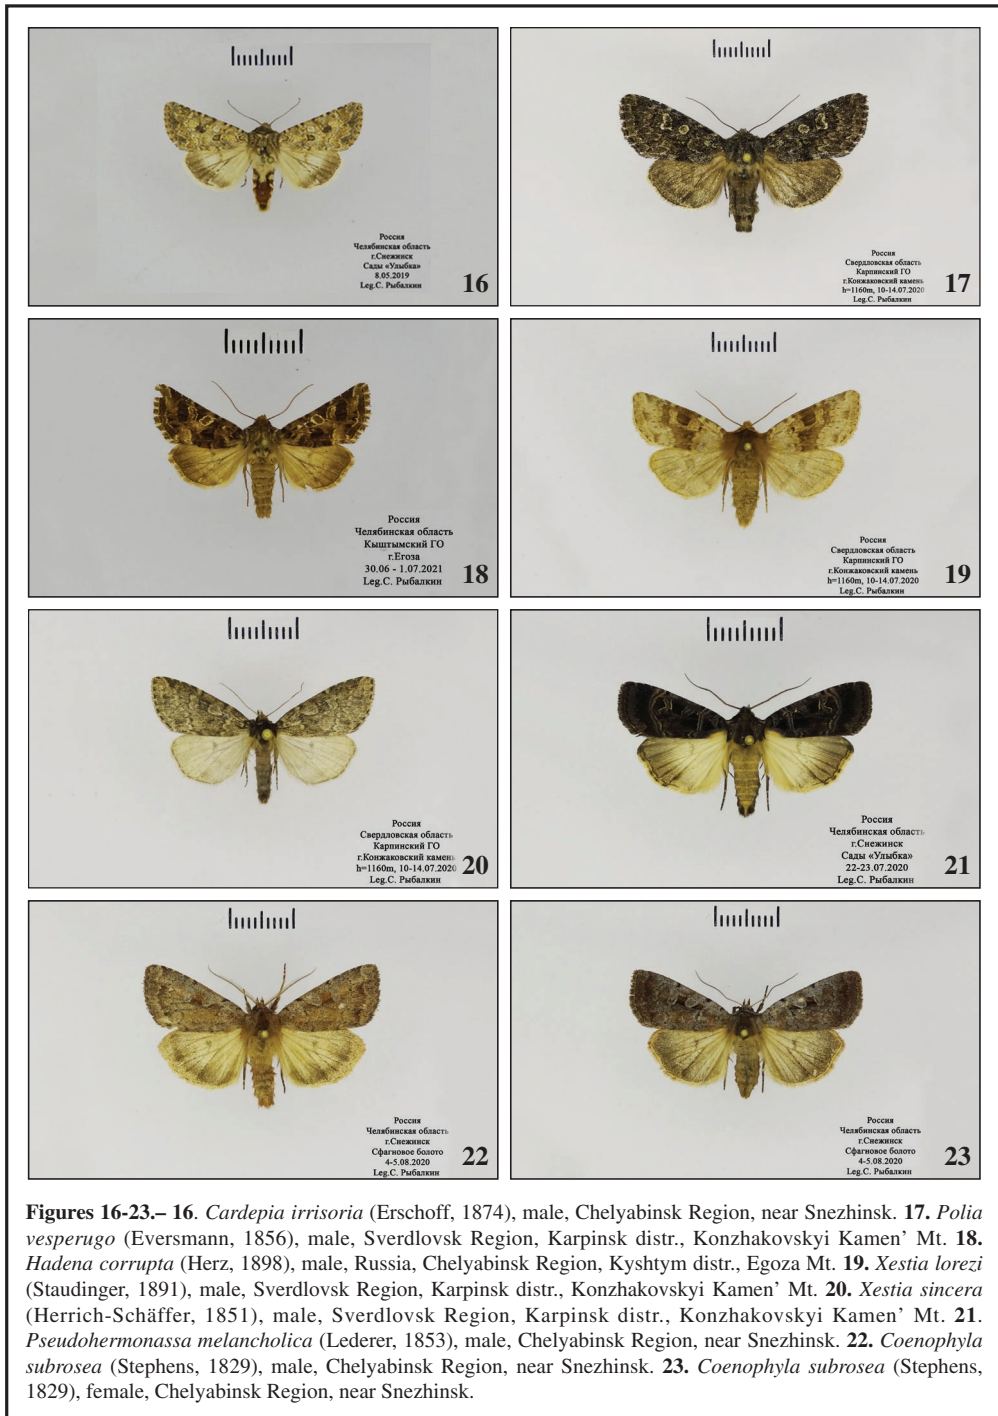 Россия
Челябинская область
г.Снежинск
Сады «Улыбка»
8.05.2019
Leg.С. Рыбалкин
16
Россия
Свердловская область
Карпинский ГО
г.Конжаковский камень
h=1160m, 10-14.07.2020
Leg.С. Рыбалкин
17
Россия
Челябинская область
Кыштымский ГО
г.Егоза
30.06 - 1.07.2021
Leg.С. Рыбалкин
18
Россия
Свердловская область
Карпинский ГО
г.Конжаковский камень
h=1160m, 10-14.07.2020
Leg.С. Рыбалкин
19
Россия
Свердловская область
Карпинский ГО
г.Конжаковский камень
h=1160m, 10-14.07.2020
Leg.С. Рыбалкин
20
Россия
Челябинская область
г.Снежинск
Сады «Улыбка»
22-23.07.2020
Leg.С. Рыбалкин
21
Россия
Челябинская область
г.Снежинск
Сфагновое болото
4-5.08.2020
Leg.С. Рыбалкин
22
Россия
Челябинская область
г.Снежинск
Сфагновое болото
4-5.08.2020
Leg.С. Рыбалкин
23
Figures 16-23.– 16. Cardepia irrisoria (Erschoff, 1874), male, Chelyabinsk Region, near Snezhinsk. 17. Polia
vesperugo (Eversmann, 1856), male, Sverdlovsk Region, Karpinsk distr., Konzhakovskyi Kamen’ Mt. 18.
Hadena corrupta (Herz, 1898), male, Russia, Chelyabinsk Region, Kyshtym distr., Egoza Mt. 19. Xestia lorezi
(Staudinger, 1891), male, Sverdlovsk Region, Karpinsk distr., Konzhakovskyi Kamen’ Mt. 20. Xestia sincera
(Herrich-Schäffer, 1851), male, Sverdlovsk Region, Karpinsk distr., Konzhakovskyi Kamen’ Mt. 21.
Pseudohermonassa melancholica (Lederer, 1853), male, Chelyabinsk Region, near Snezhinsk. 22. Coenophyla
subrosea (Stephens, 1829), male, Chelyabinsk Region, near Snezhinsk. 23. Coenophyla subrosea (Stephens,
1829), female, Chelyabinsk Region, near Snezhinsk.